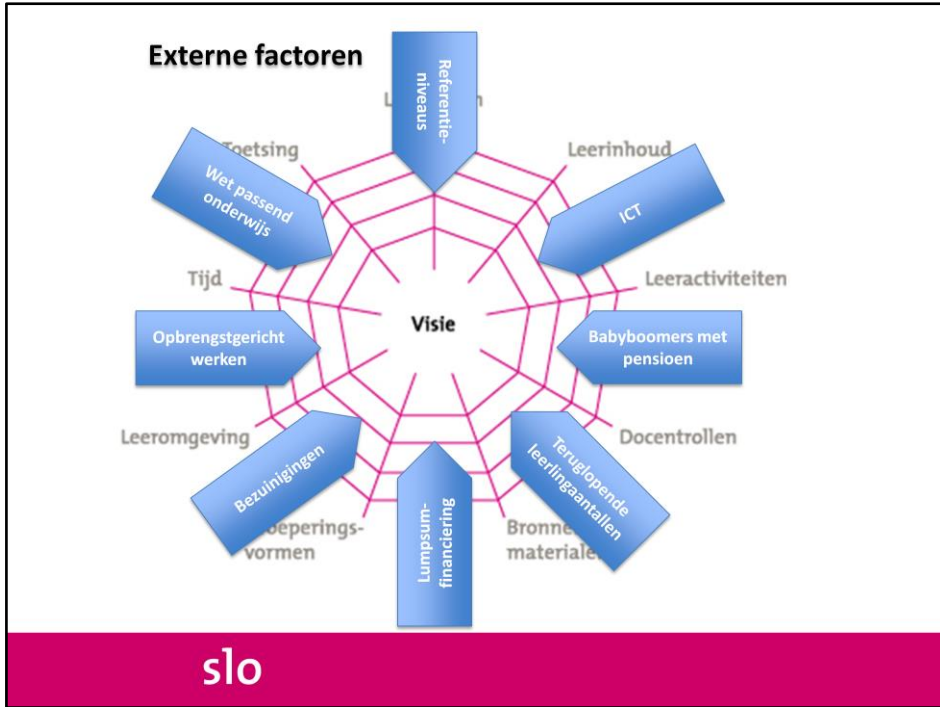 Externe factoren
Referentie-
niveaus
Toetsing
Leerinhoud
Wet passend
onderwijs
ICT
Tijd
Leeractiviteiten
Visie
Opbrengstgericht
werken
Babyboomers met
pensioen
Leeromgeving
Docentrollen
Bezuinigingen
Teruglopende
leerlingaantallen
Lumpsum-
financiering
vormen
slo